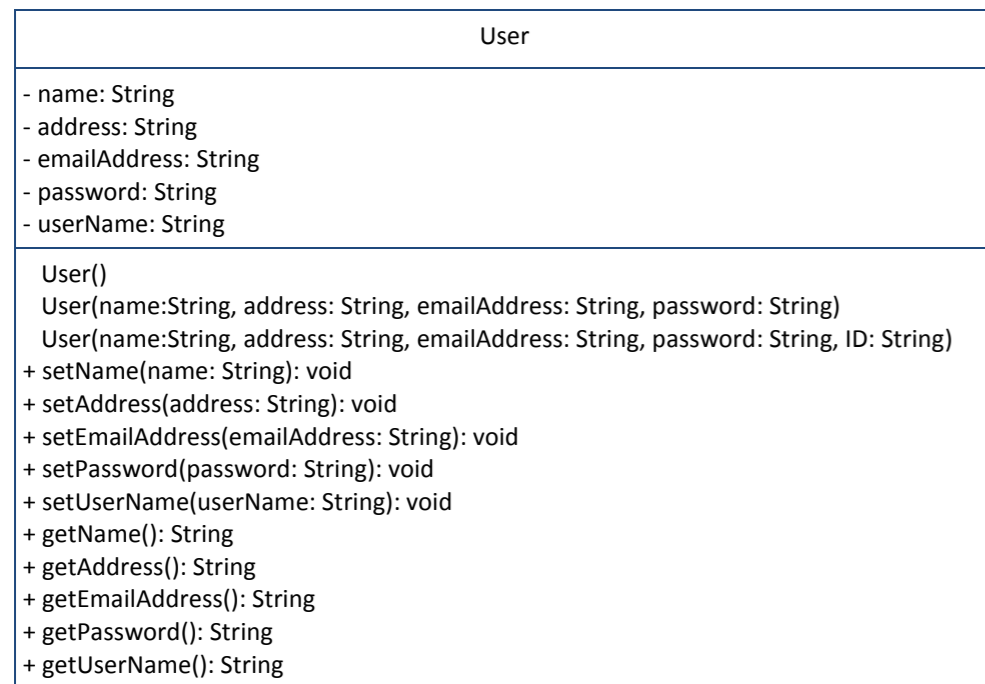 User
- name: String
- address: String
- emailAddress: String
- password: String
- userName: String
User()
User(name:String, address: String, emailAddress: String, password: String)
User(name:String, address: String, emailAddress: String, password: String, ID: String)
+ setName(name: String): void
+ setAddress(address: String): void
+ setEmailAddress(emailAddress: String): void
+ setPassword(password: String): void
+ setUserName(userName: String): void
+ getName(): String
+ getAddress(): String
+ getEmailAddress(): String
+ getPassword(): String
+ getUserName(): String